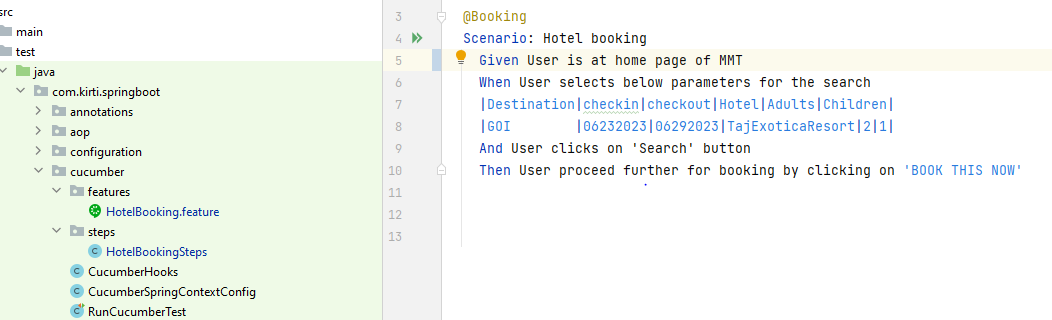 src
main
test
java
com.kirti.springboot
annotations
aop
configuration
cucumber
features
HotelBooking.feature
steps
HotelBookingSteps
CucumberHooks
CucumberSpringContextConfig
RunCucumberTest
3 @Booking
4 Scenario: Hotel booking
5 Given User is at home page of MMT
6 When User selects below parameters for the search
7 |Destination|checkin|checkout|Hotel|Adults|Children|
8 |GOI |06232023|06292023|TajExoticaResort|2|1|
9 And User clicks on 'Search' button
10 Then User proceed further for booking by clicking on 'BOOK THIS NOW'
11
12
13